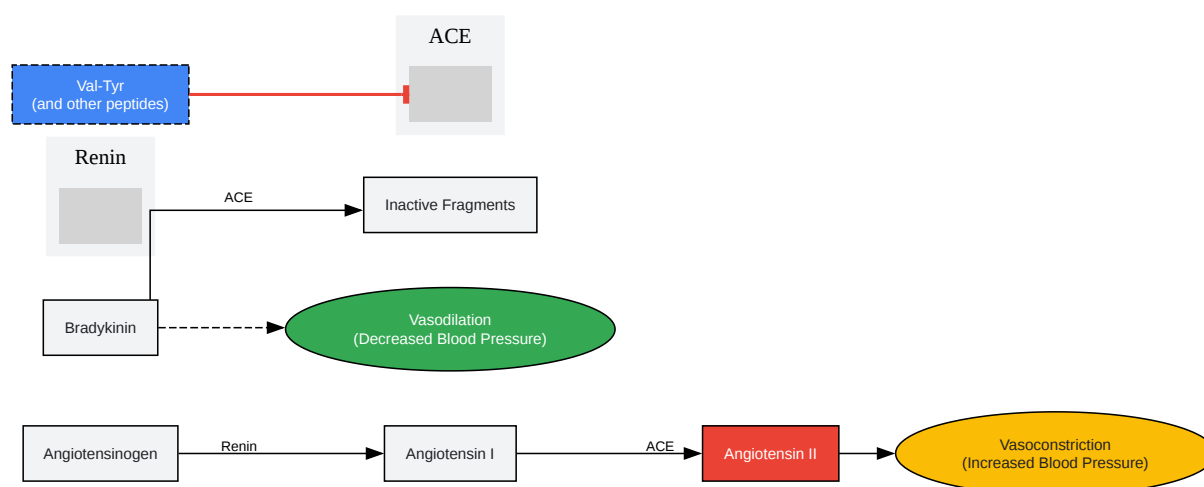 ACE
Val-Tyr
(and other peptides)
Renin
ACE
Inactive Fragments
Bradykinin
Vasodilation
(Decreased Blood Pressure)
Angiotensinogen
Renin
Angiotensin I
ACE
Angiotensin II
Vasoconstriction
(Increased Blood Pressure)